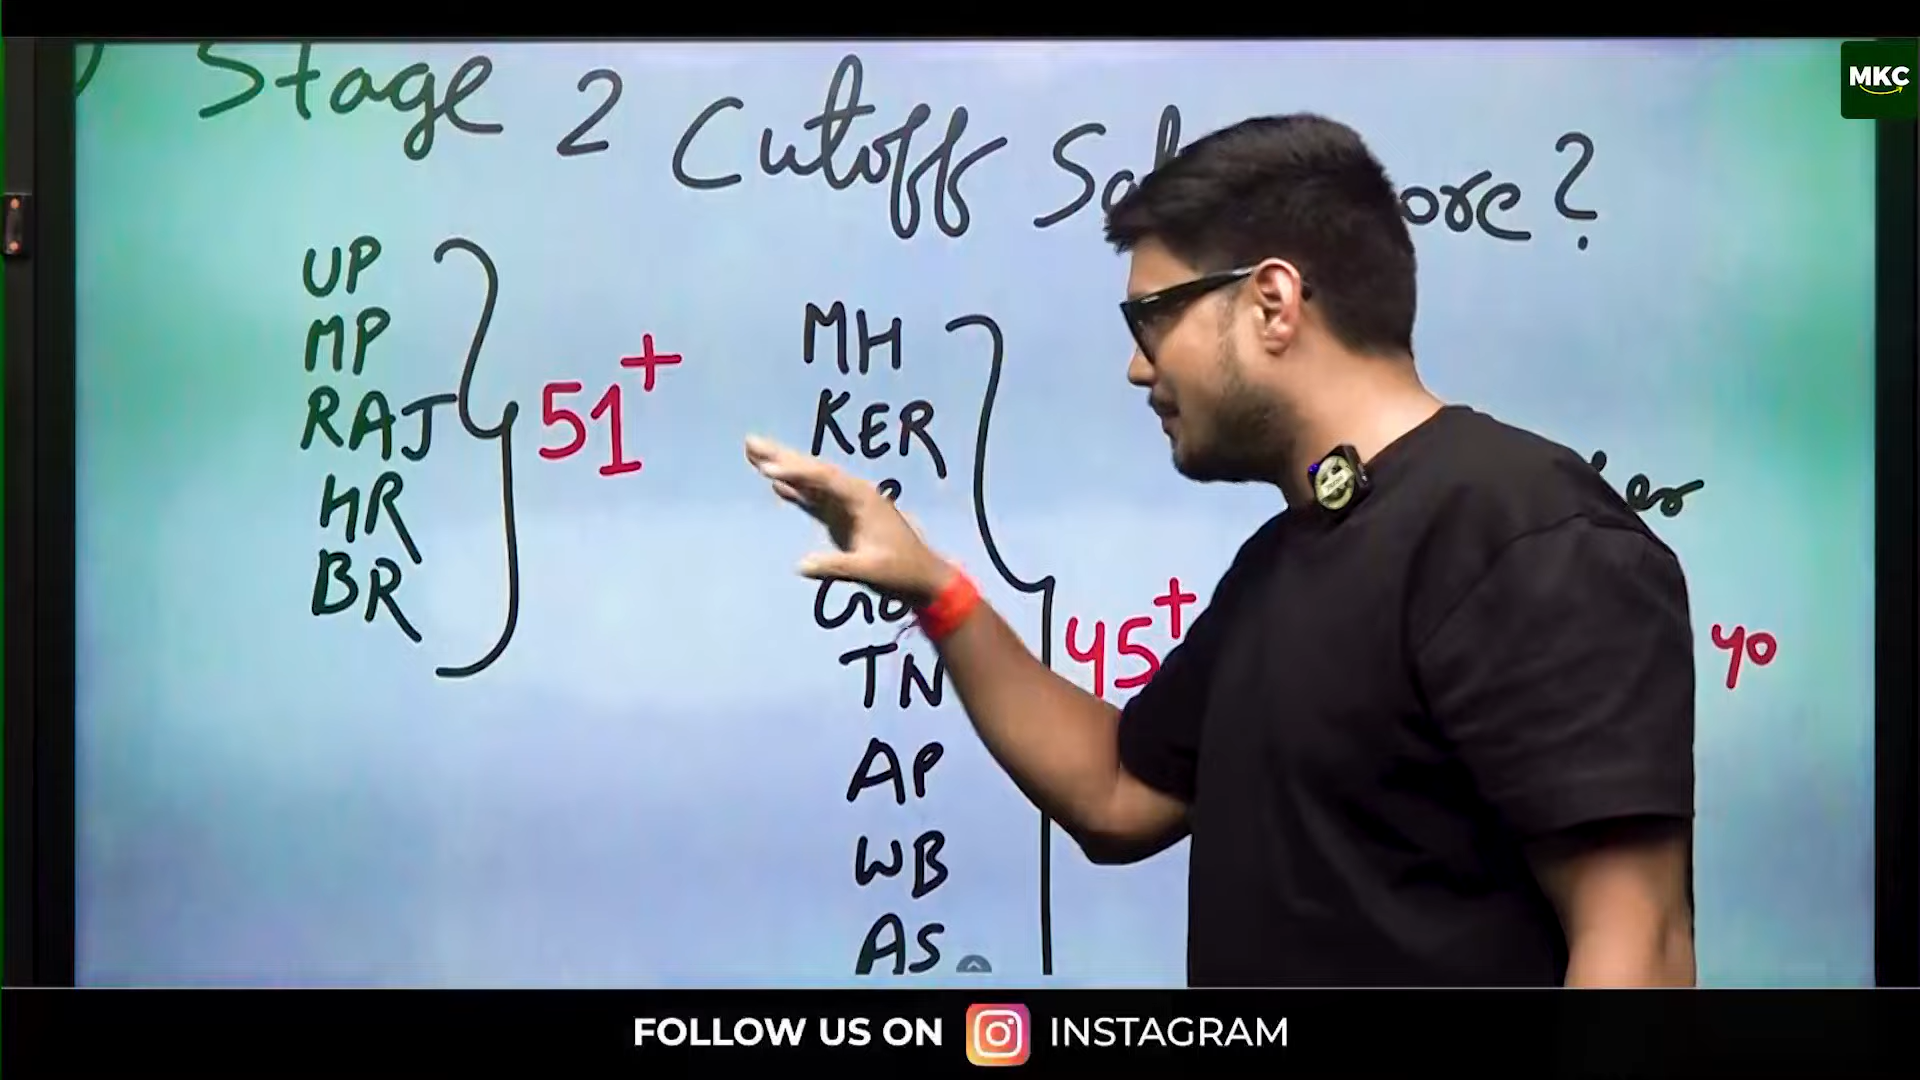 MKC
Stage 2 Cutoff
?
UP
MP
RAJ
HR
BR
51+
MH
KER
TN
AP
WB
AS
45+
40
FOLLOW US ON INSTAGRAM